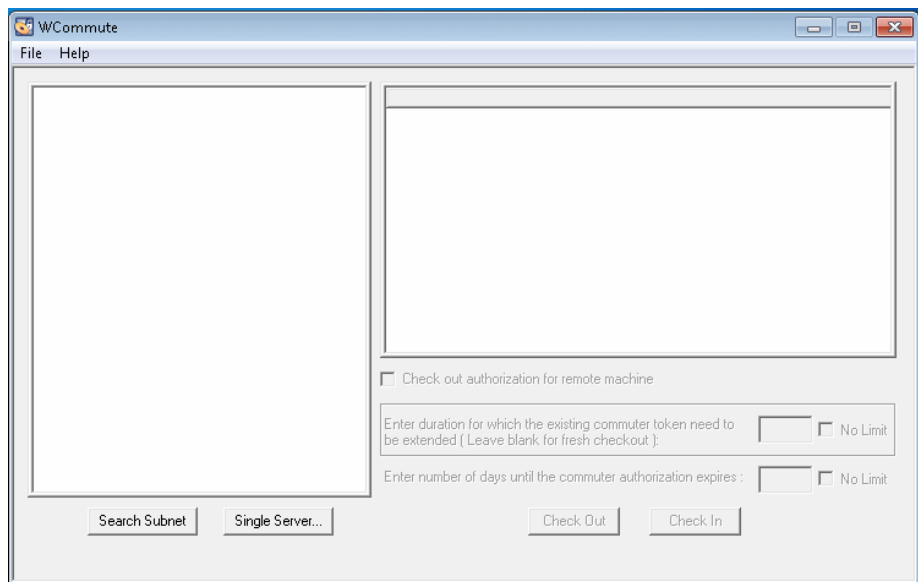 WCommute
File Help
Check out authorization for remote machine
Enter duration for which the existing commuter token need to
be extended ( Leave blank for fresh checkout ):
No Limit
Enter number of days until the commuter authorization expires :
No Limit
Search Subnet
Single Server...
Check Out
Check In